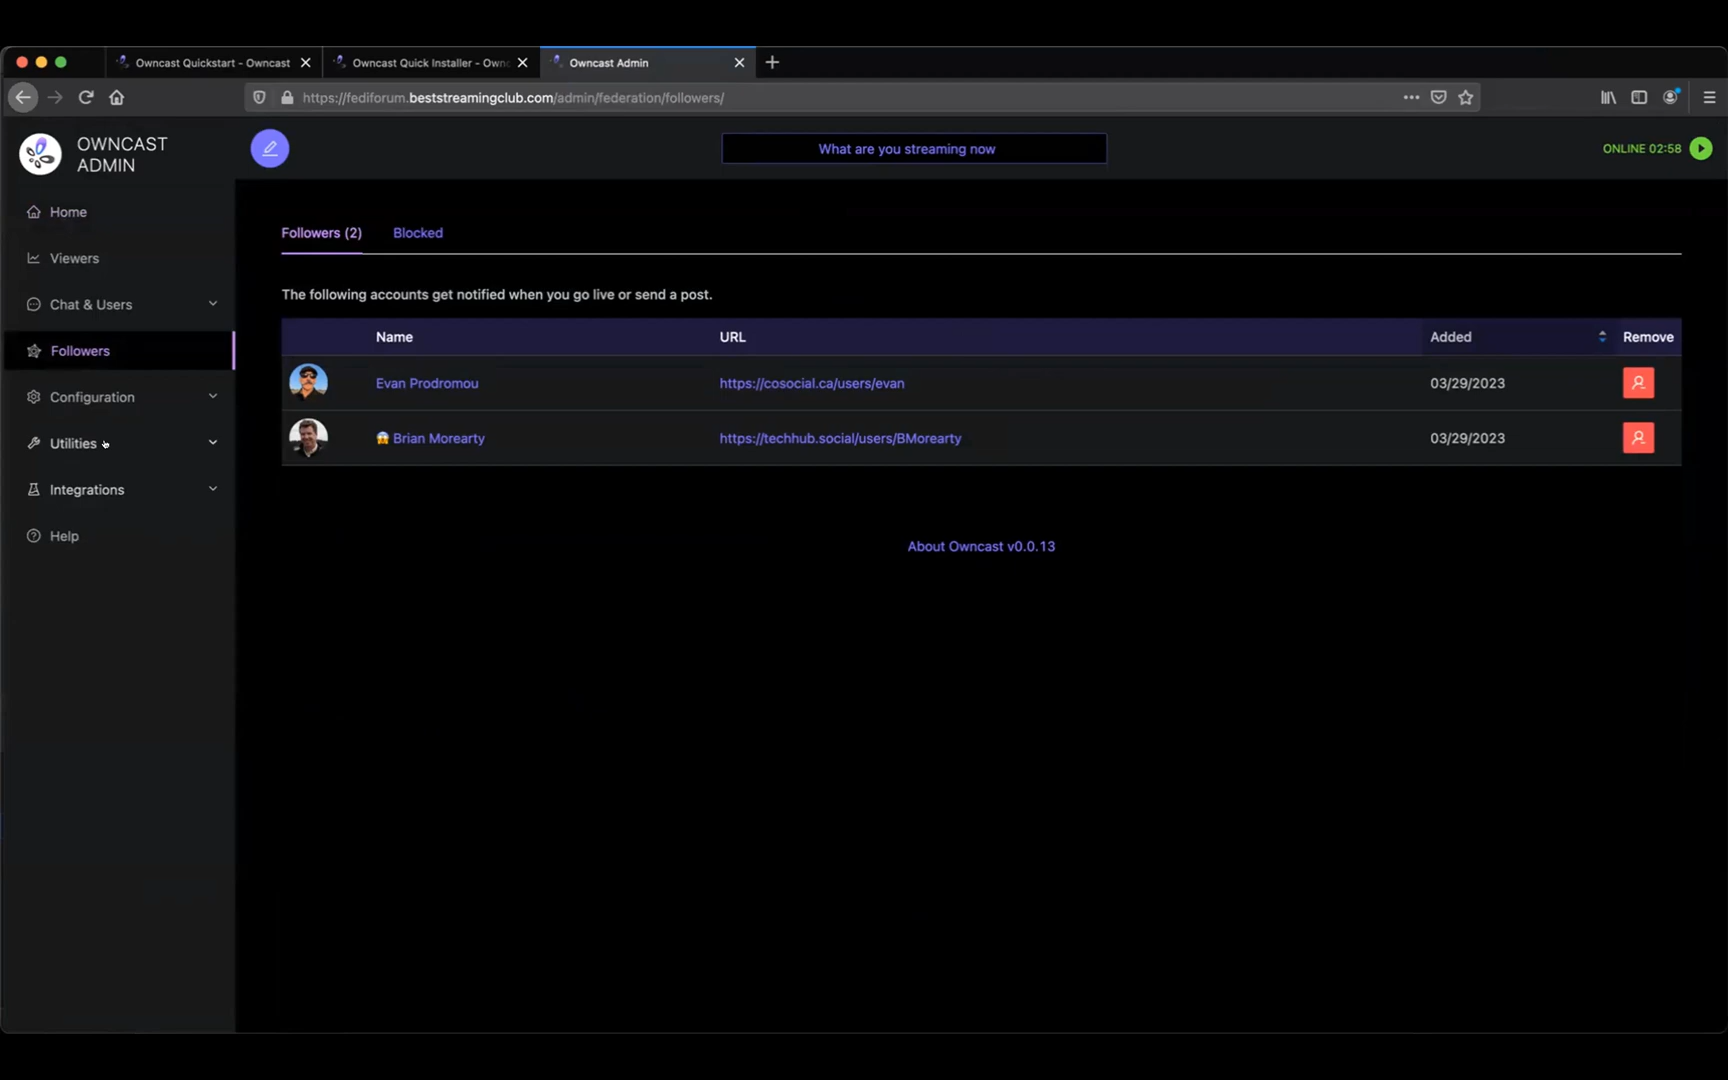 Owncast Quickstart - Owncast
Owncast Quick Installer - Ownc
Owncast Admin
https://fediforum.beststreamingclub.com/admin/federation/followers/
OWNCAST
ADMIN
What are you streaming now
ONLINE 02:58
Home
Viewers
Chat & Users
Followers
Configuration
Utilities
Integrations
Help
Followers (2) Blocked
The following accounts get notified when you go live or send a post.
Name URL Added Remove
Evan Prodromou https://cosocial.ca/users/evan 03/29/2023
😱 Brian Morearty https://techhub.social/users/BMorearty 03/29/2023
About Owncast v0.0.13